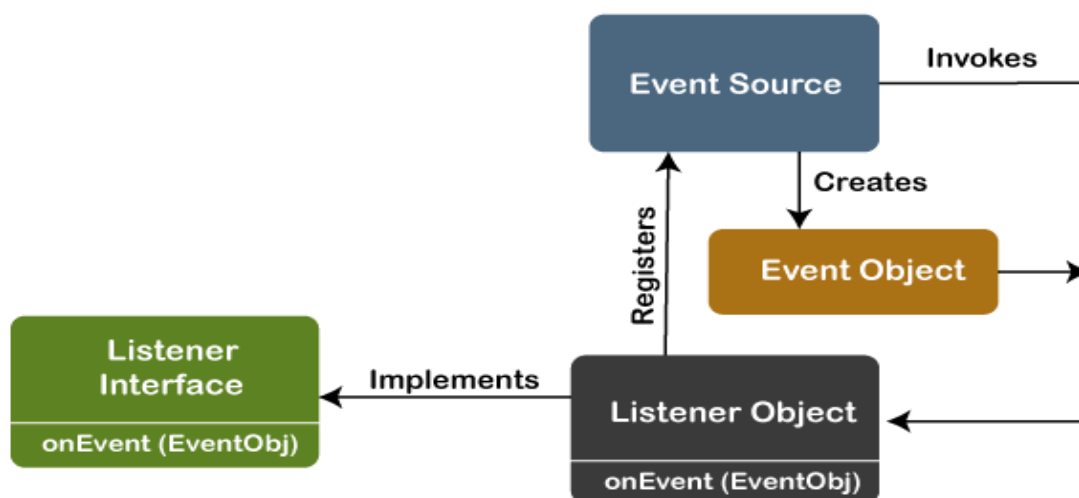 Event Source
Invokes
Creates
Registers
Event Object
Listener
Interface
onEvent (EventObj)
Implements
Listener Object
onEvent (EventObj)